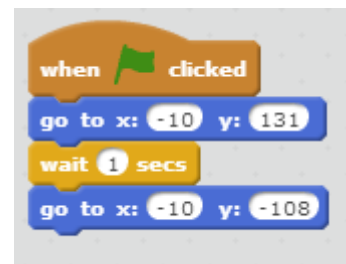 when clicked
go to x: -10 y: 131
wait 1 secs
go to x: -10 y: -108